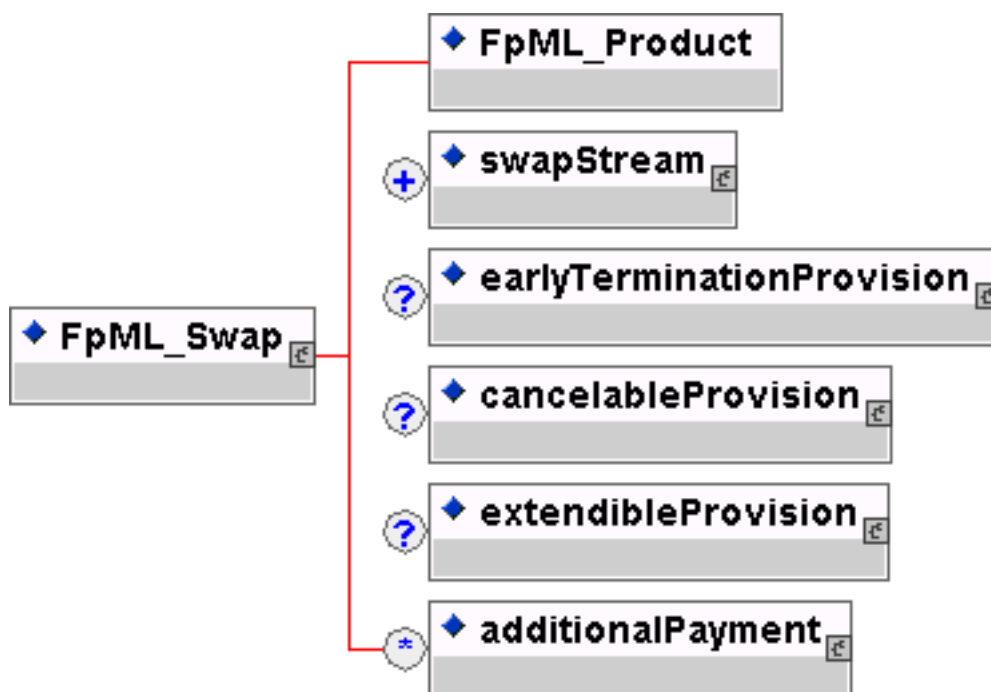 FpML_Product
+ swapStream
? earlyTerminationProvision
FpML_Swap
? cancelableProvision
? extendibleProvision
* additionalPayment